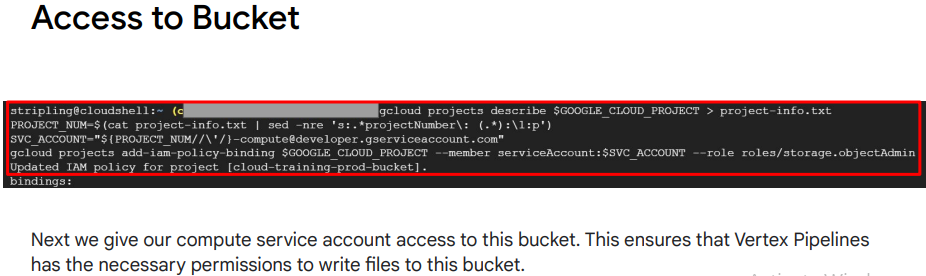 Access to Bucket
stripling@cloudshell:~ (c gcloud projects describe $GOOGLE_CLOUD_PROJECT > project-info.txt
PROJECT_NUM=$(cat project-info.txt | sed -nre 's:.*projectNumber\: (.*):\1:p')
SVC_ACCOUNT="${PROJECT_NUM//\'/}-compute@developer.gserviceaccount.com"
gcloud projects add-iam-policy-binding $GOOGLE_CLOUD_PROJECT --member serviceAccount:$SVC_ACCOUNT --role roles/storage.objectAdmin
Updated IAM policy for project [cloud-training-prod-bucket].
bindings:
Next we give our compute service account access to this bucket. This ensures that Vertex Pipelines
has the necessary permissions to write files to this bucket.